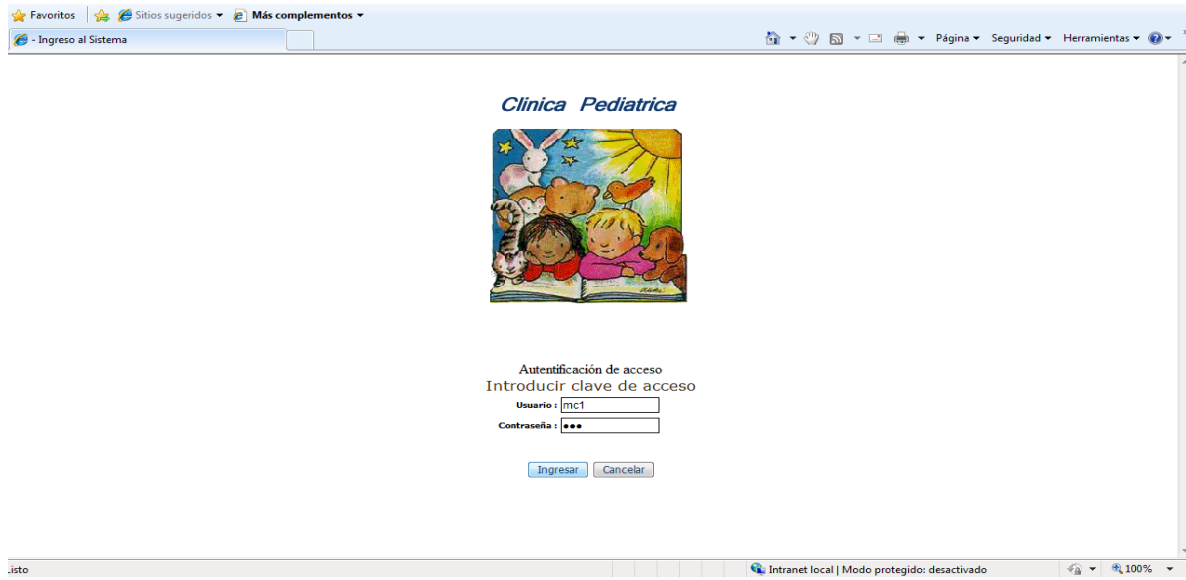 Favoritos Sitios sugeridos Más complementos
- Ingreso al Sistema Página Seguridad Herramientas
Clinica Pediatrica
Autentificación de acceso
Introducir clave de acceso
Usuario : mc1
Contraseña : •••
Ingresar Cancelar
.isto Intranet local | Modo protegido: desactivado 100%